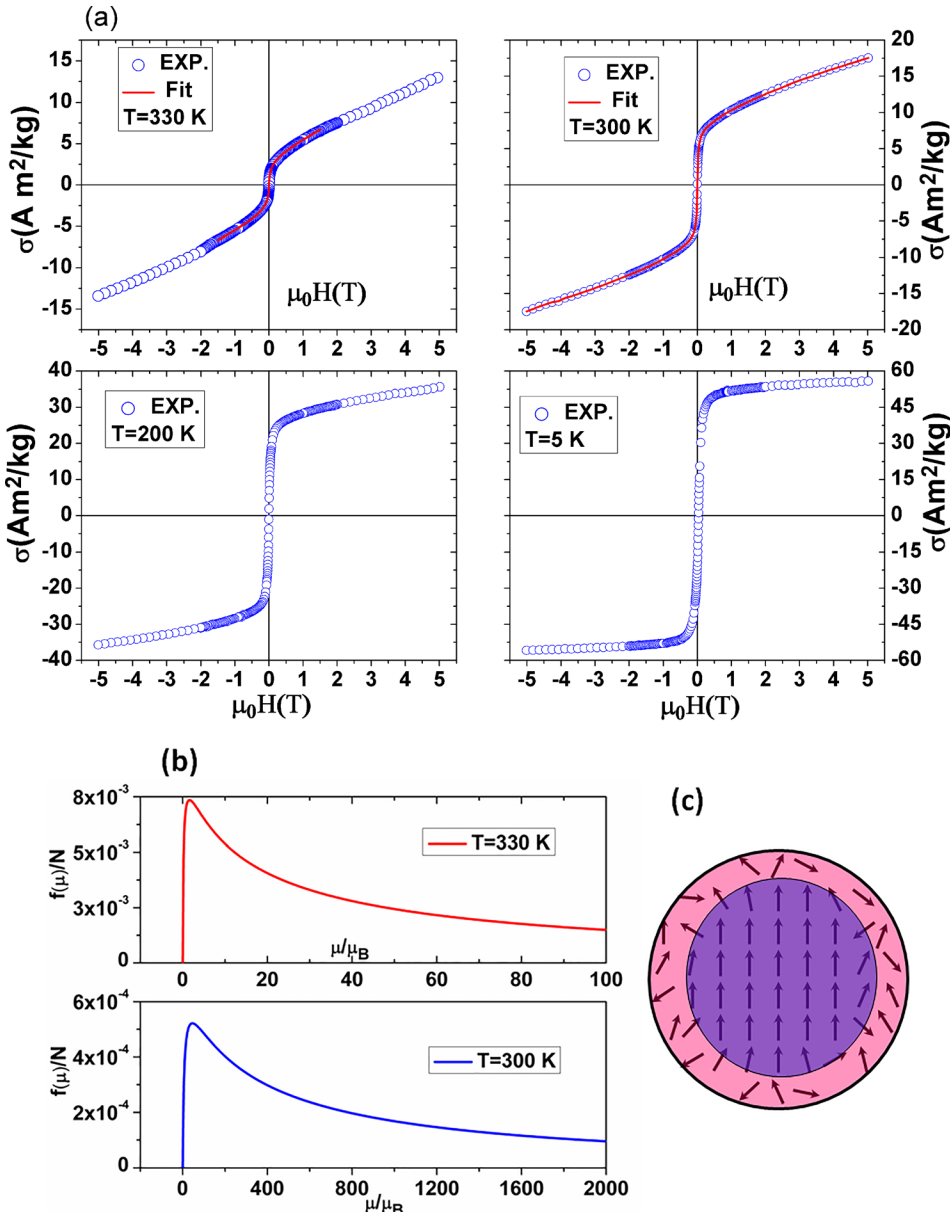 (a)
EXP.
Fit
T=330 K
σ(A m²/kg)
15
10
5
0
-5
-10
-15
μ₀H(T)
-5 -4 -3 -2 -1 0 1 2 3 4 5
EXP.
Fit
T=300 K
20
15
10
5
0
-5
-10
-15
-20
σ(Am²/kg)
μ₀H(T)
-5 -4 -3 -2 -1 0 1 2 3 4 5
EXP.
T=200 K
σ(Am²/kg)
40
30
20
10
0
-10
-20
-30
-40
-5 -4 -3 -2 -1 0 1 2 3 4 5
μ₀H(T)
EXP.
T=5 K
60
45
30
15
0
-15
-30
-45
-60
σ(Am²/kg)
-5 -4 -3 -2 -1 0 1 2 3 4 5
μ₀H(T)
(b)
f(μ)/N
8x10⁻³
5x10⁻³
3x10⁻³
0
T=330 K
μ/μB
0 20 40 60 80 100
f(μ)/N
6x10⁻⁴
4x10⁻⁴
2x10⁻⁴
0
T=300 K
0 400 800 1200 1600 2000
μ/μB
(c)